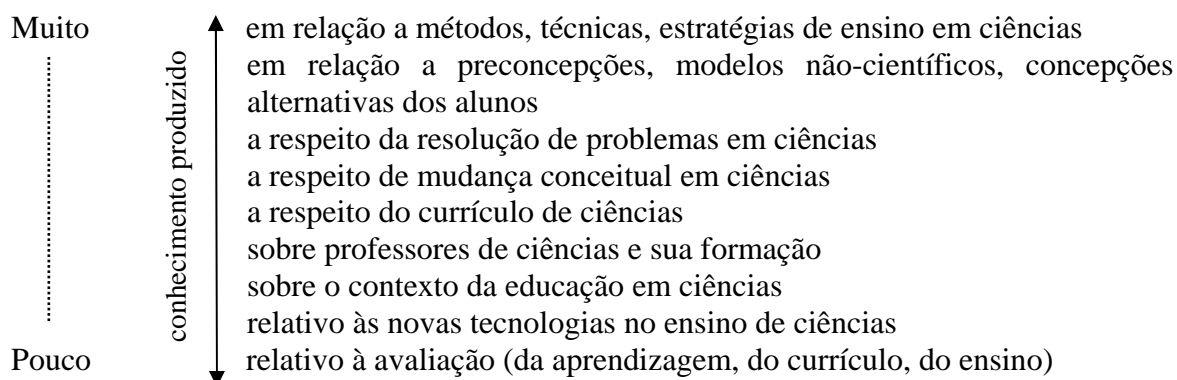 Muito em relação a métodos, técnicas, estratégias de ensino em ciências
em relação a preconcepções, modelos não-científicos, concepções
alternativas dos alunos
a respeito da resolução de problemas em ciências
a respeito de mudança conceitual em ciências
a respeito do currículo de ciências
sobre professores de ciências e sua formação
sobre o contexto da educação em ciências
relativo às novas tecnologias no ensino de ciências
Pouco relativo à avaliação (da aprendizagem, do currículo, do ensino)
conhecimento produzido